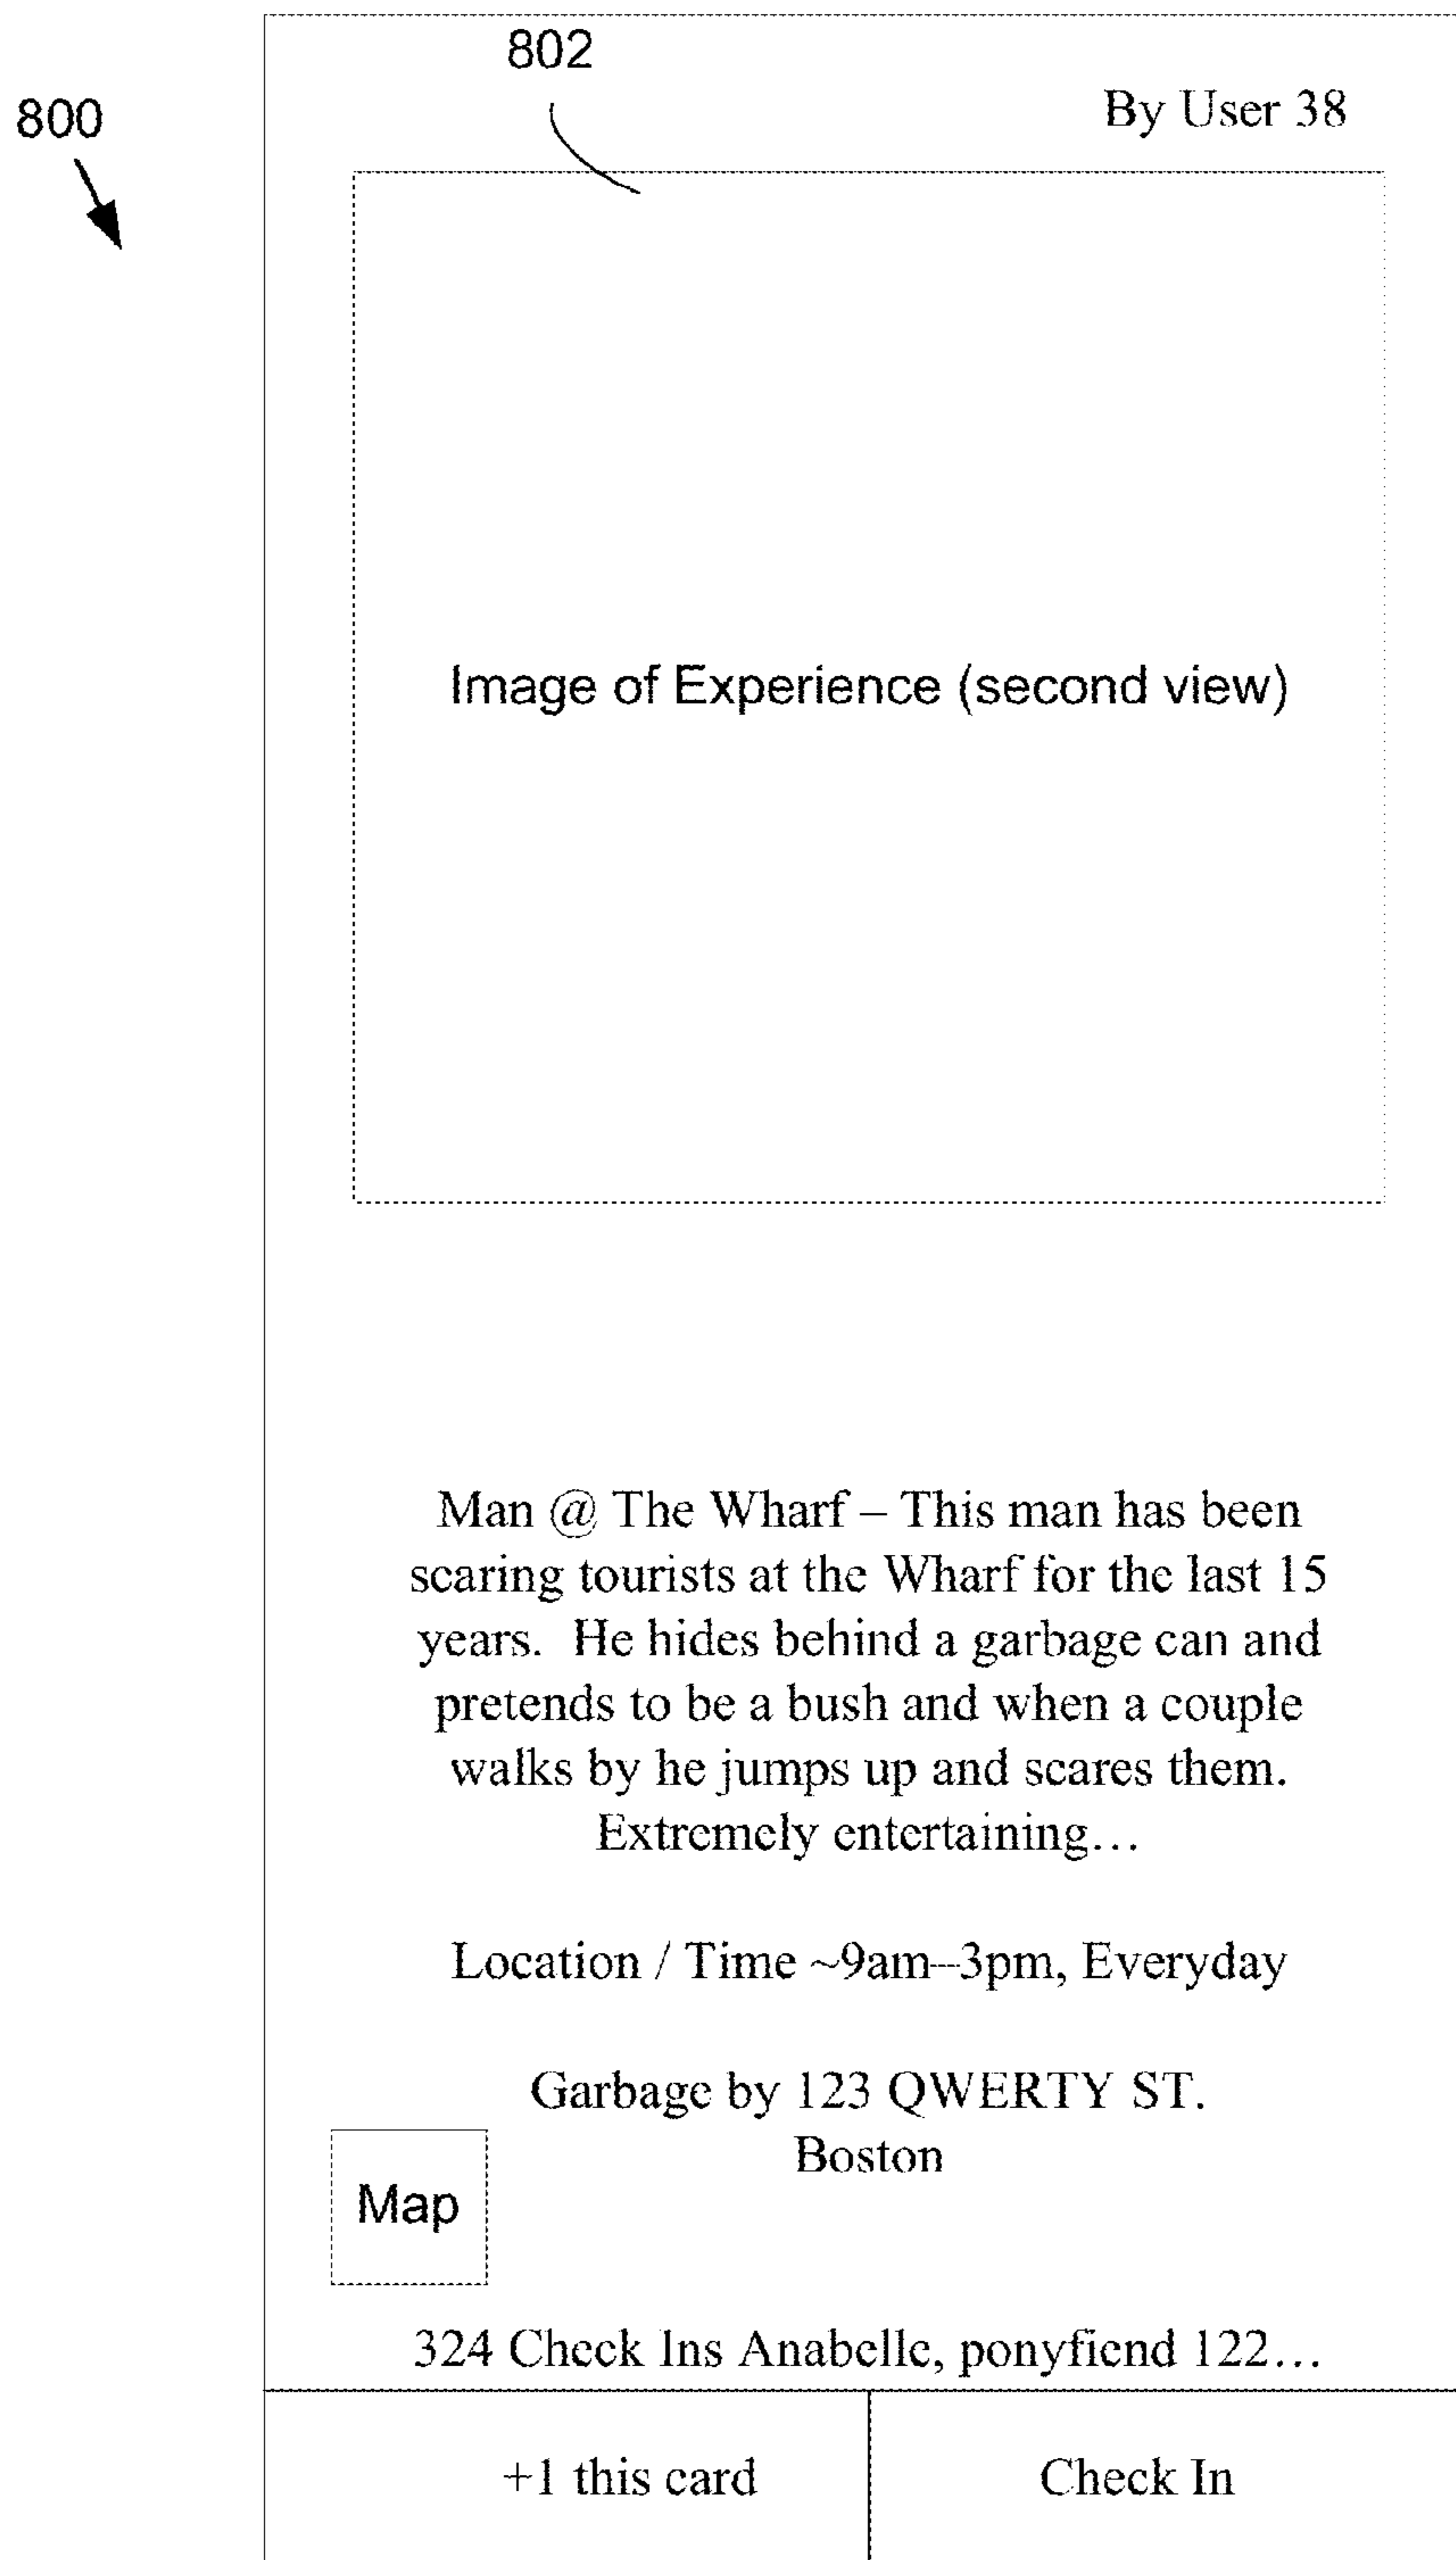 802
800
By User 38
Image of Experience (second view)
Man @ The Wharf – This man has been
scaring tourists at the Wharf for the last 15
years.  He hides behind a garbage can and
pretends to be a bush and when a couple
walks by he jumps up and scares them.
Extremely entertaining…
Location / Time ~9am–3pm, Everyday
Garbage by 123 QWERTY ST.
Boston
Map
324 Check Ins Anabelle, ponyfiend 122…
+1 this card
Check In